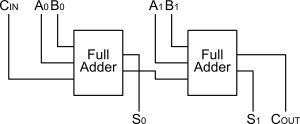 CIN A0 B0 A1 B1
Full Adder Full Adder
S0 S1 COUT